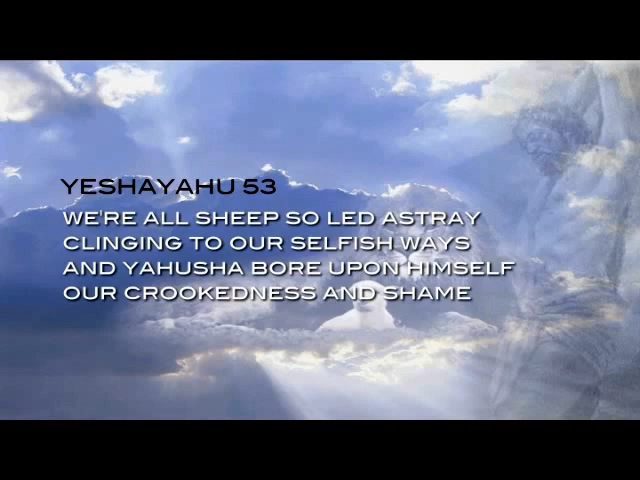 YESHAYAHU 53
WE'RE ALL SHEEP SO LED ASTRAY
CLINGING TO OUR SELFISH WAYS
AND YAHUSHA BORE UPON HIMSELF
OUR CROOKEDNESS AND SHAME